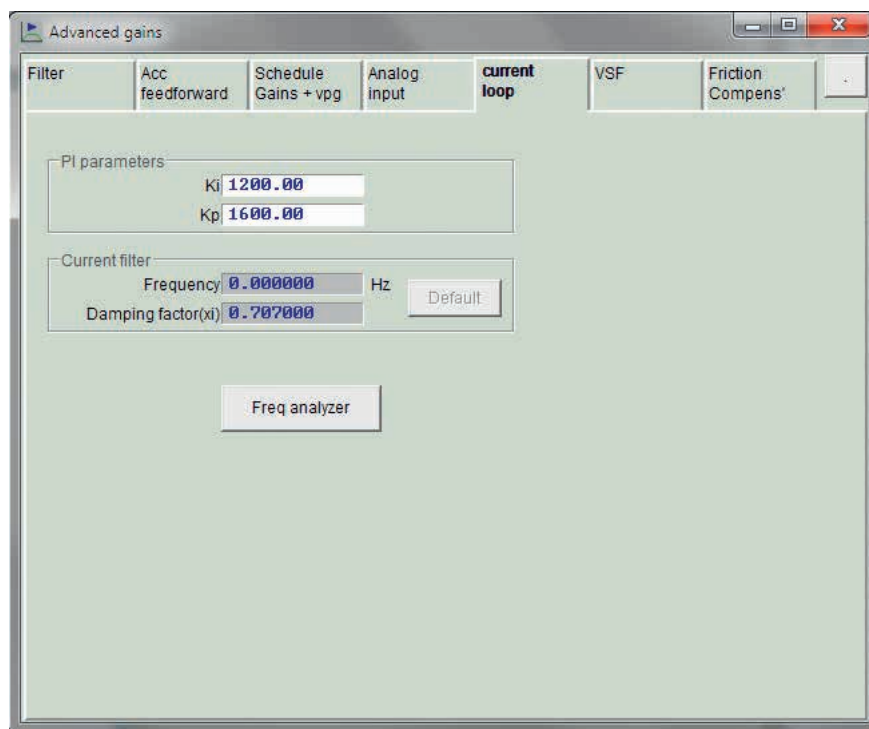 Advanced gains
Filter
Acc
feedforward
Schedule
Gains + vpg
Analog
input
current
loop
VSF
Friction
Compens'
.
PI parameters
Ki 1200.00
Kp 1600.00
Current filter
Frequency 0.000000 Hz
Damping factor(xi) 0.707000
Default
Freq analyzer